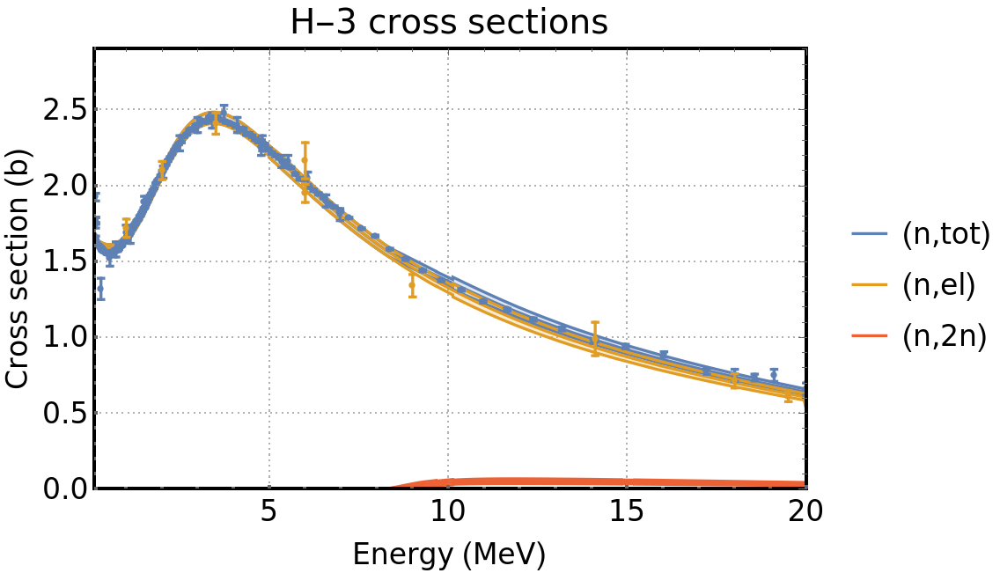 H–3 cross sections
Cross section (b)
2.5
2.0
1.5
1.0
0.5
0.0
5 10 15 20
Energy (MeV)
(n,tot)
(n,el)
(n,2n)